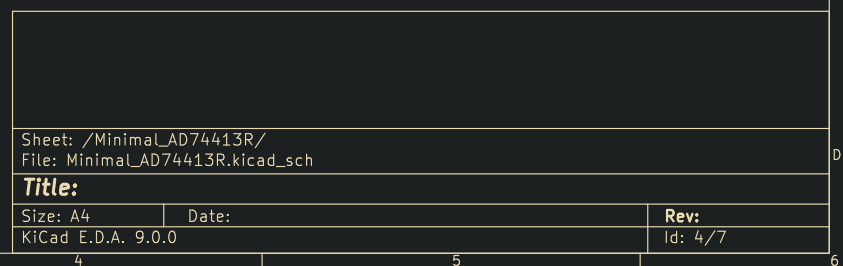 Sheet: /Minimal_AD74413R/
File: Minimal_AD74413R.kicad_sch
D
Title:
Size: A4 Date: Rev:
KiCad E.D.A. 9.0.0 Id: 4/7
4 5 6